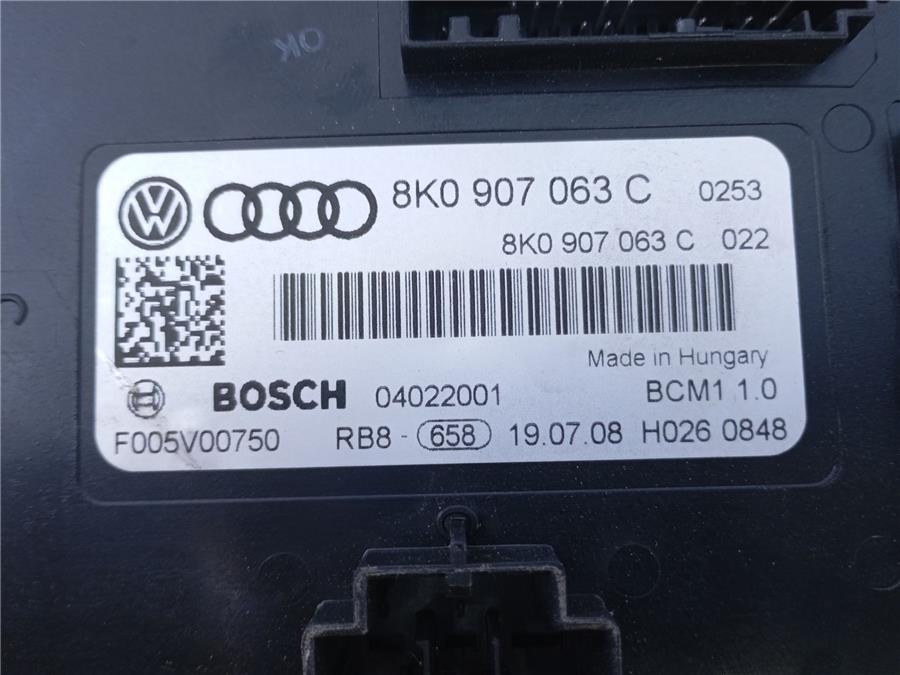 OK
8K0 907 063 C 0253
8K0 907 063 C 022
Made in Hungary
BOSCH 04022001 BCM1 1.0
F005V00750 RB8 - 658 19.07.08 H026 0848